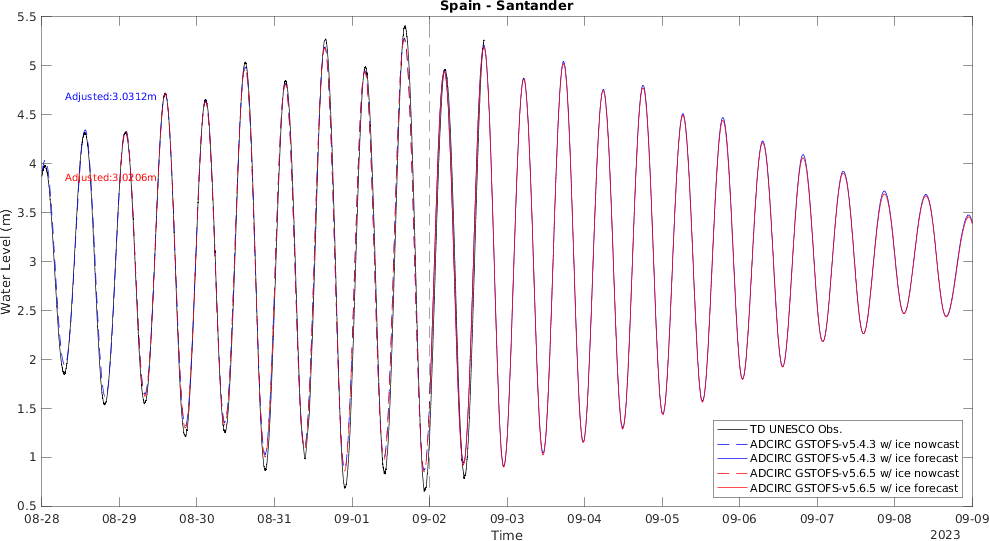 Spain - Santander
5.5
5
4.5
4
3.5
3
2.5
2
1.5
1
0.5
Water Level (m)
Adjusted:3.0312m
Adjusted:3.0206m
TD UNESCO Obs.
ADCIRC GSTOFS-v5.4.3 w/ ice nowcast
ADCIRC GSTOFS-v5.4.3 w/ ice forecast
ADCIRC GSTOFS-v5.6.5 w/ ice nowcast
ADCIRC GSTOFS-v5.6.5 w/ ice forecast
08-28 08-29 08-30 08-31 09-01 09-02 09-03 09-04 09-05 09-06 09-07 09-08 09-09
Time
2023